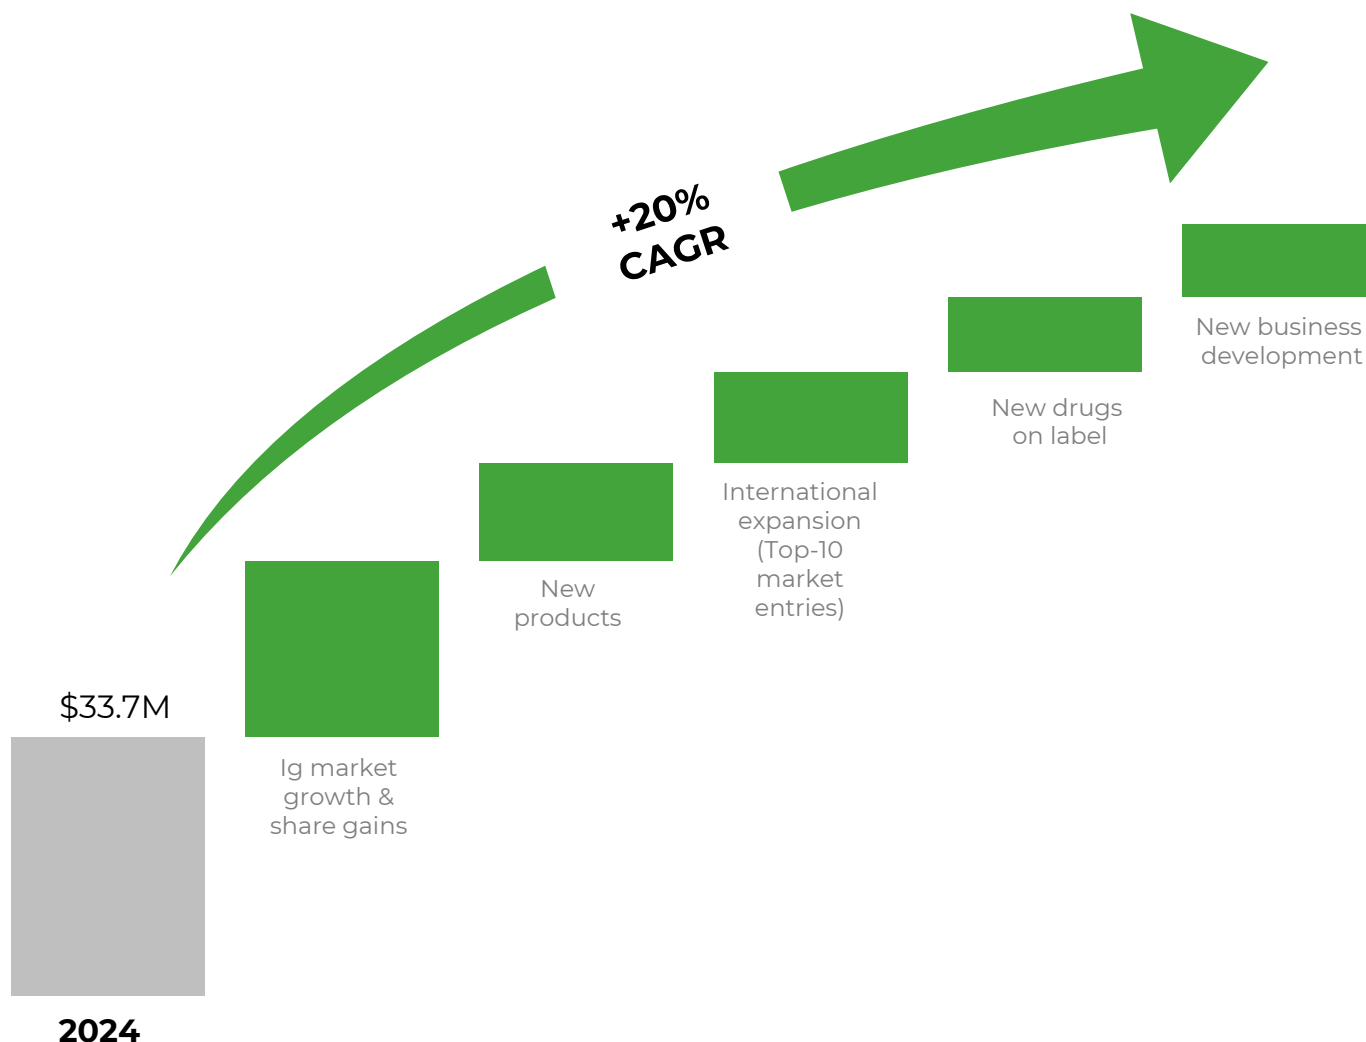 +20%
CAGR
New business
development
New drugs
on label
International
expansion
(Top-10
market
entries)
New
products
$33.7M
Ig market
growth &
share gains
2024